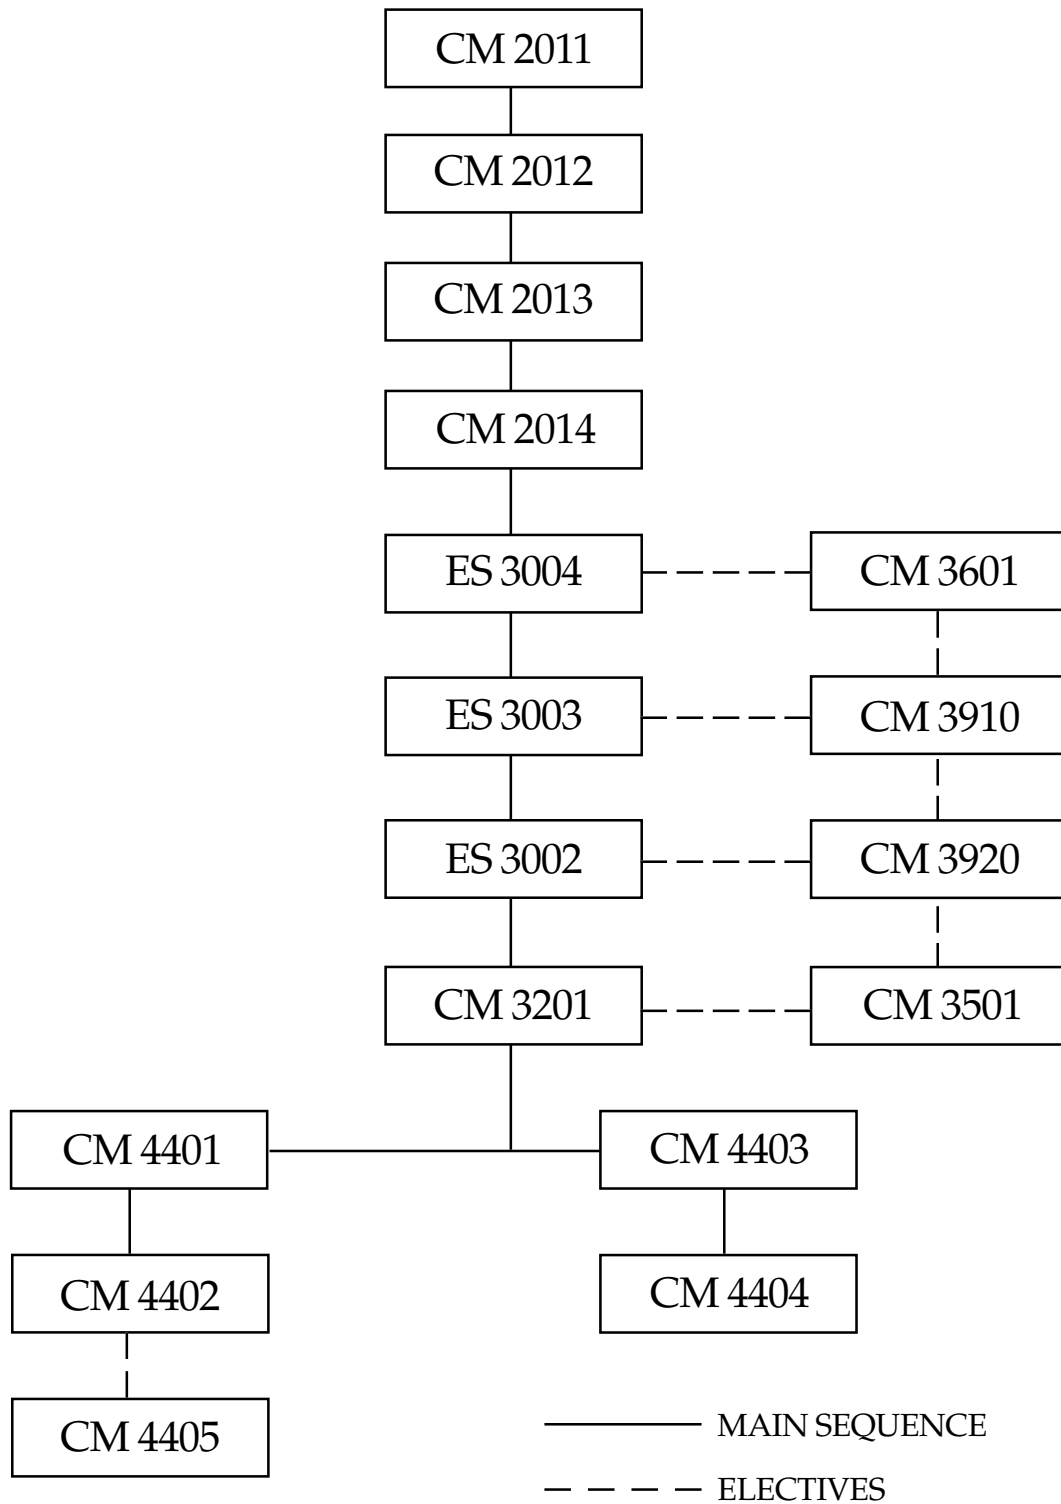 CM 2011
CM 2012
CM 2013
CM 2014
ES 3004
CM 3601
ES 3003
CM 3910
ES 3002
CM 3920
CM 3201
CM 3501
CM 4401
CM 4403
CM 4402
CM 4404
CM 4405
MAIN SEQUENCE
ELECTIVES